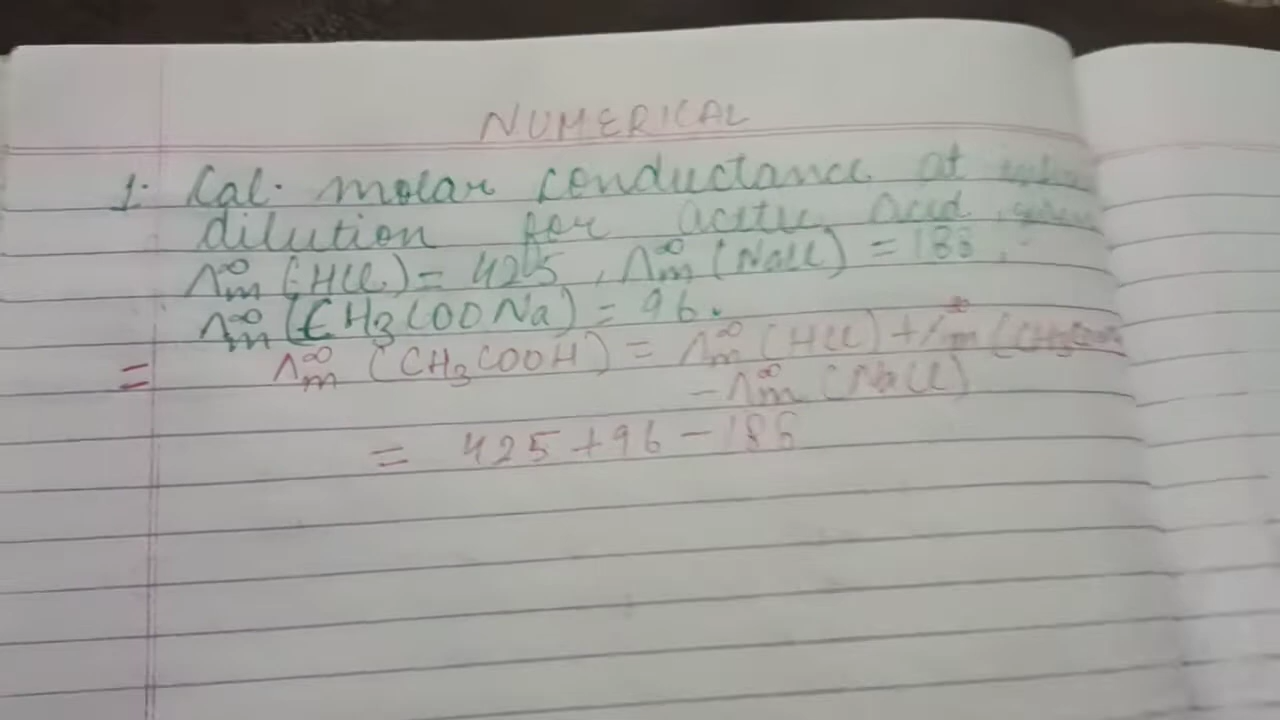 NUMERICAL
1. Cal. molar conductance at
dilution for acetic acid
Λ∞m (HCl) = 425, Λ∞m (NaCl) = 188,
Λ∞m (CH3COONa) = 96.
= Λ∞m (CH3COOH) = Λ∞m (HCl) + Λ∞m
- Λ∞m (NaCl)
= 425 + 96 -